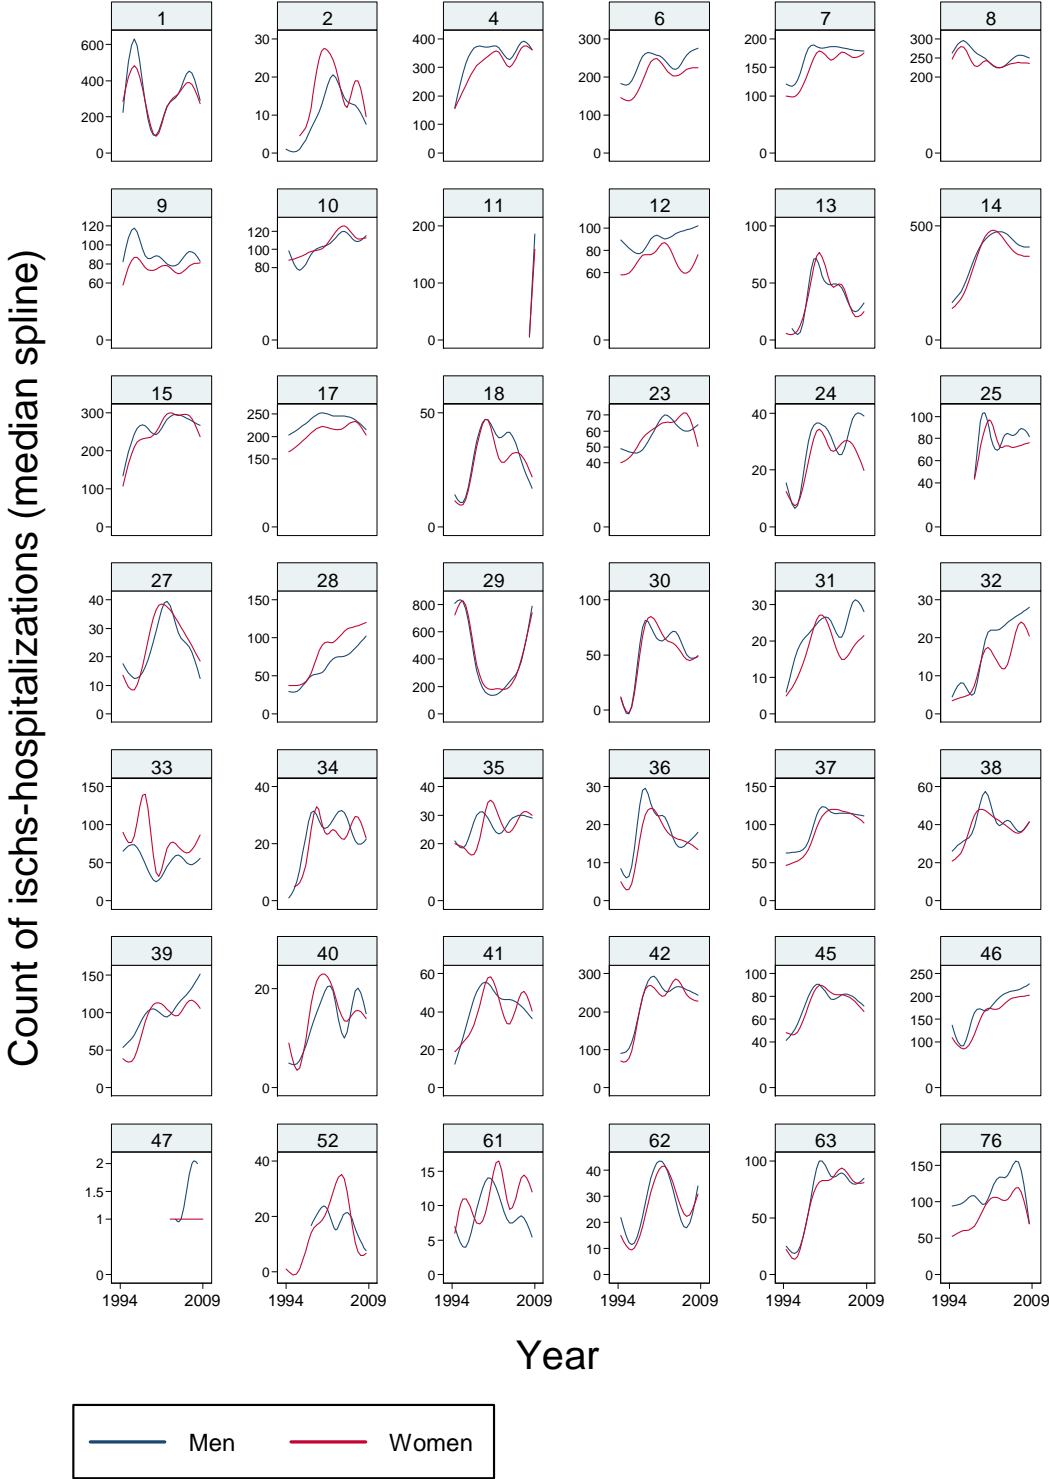 Count of ischs-hospitalizations (median spline)
1 2 4 6 7 8
600 400 200 0
30 20 10 0
400 300 200 100 0
300 200 100 0
200 100 0
300 250 200 0
9 10 11 12 13 14
120 100 80 60 0
120 100 80 0
200 100 0
100 80 60 0
100 50 0
500 0
15 17 18 23 24 25
300 200 100 0
250 200 150 0
50 0
70 60 50 40 0
40 20 0
100 80 60 40 0
27 28 29 30 31 32
40 30 20 10 0
150 100 50 0
800 600 400 200 0
100 50 0
30 20 10 0
30 20 10 0
33 34 35 36 37 38
150 100 50 0
40 20 0
40 30 20 0
30 20 10 0
150 100 50 0
60 40 20 0
39 40 41 42 45 46
150 100 50 0
20 0
60 40 20 0
300 200 100 0
100 80 60 40 0
250 200 150 100 0
47 52 61 62 63 76
2 1.5 1 0
40 20 0
15 10 5 0
40 30 20 10 0
100 50 0
150 100 50 0
1994 2009 1994 2009 1994 2009 1994 2009 1994 2009 1994 2009
Year
Men Women